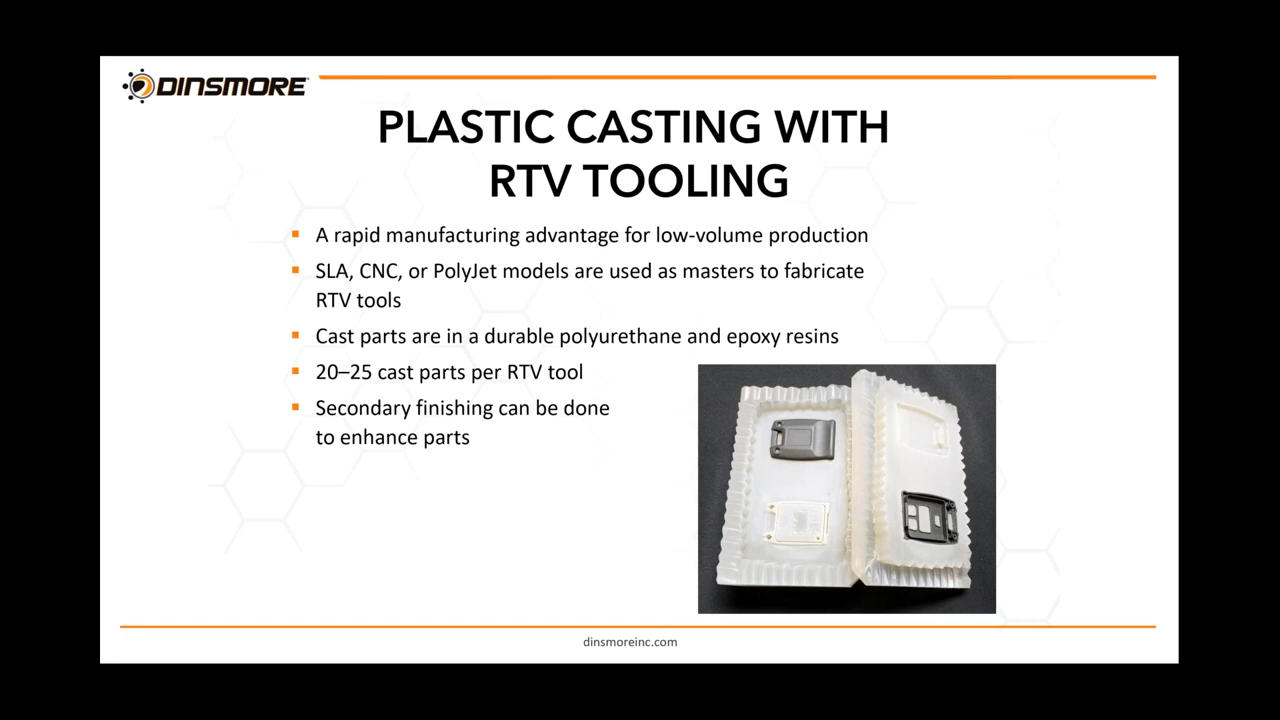 DINSMORE
PLASTIC CASTING WITH
RTV TOOLING
A rapid manufacturing advantage for low-volume production
SLA, CNC, or PolyJet models are used as masters to fabricate
RTV tools
Cast parts are in a durable polyurethane and epoxy resins
20–25 cast parts per RTV tool
Secondary finishing can be done
to enhance parts
dinsmoreinc.com